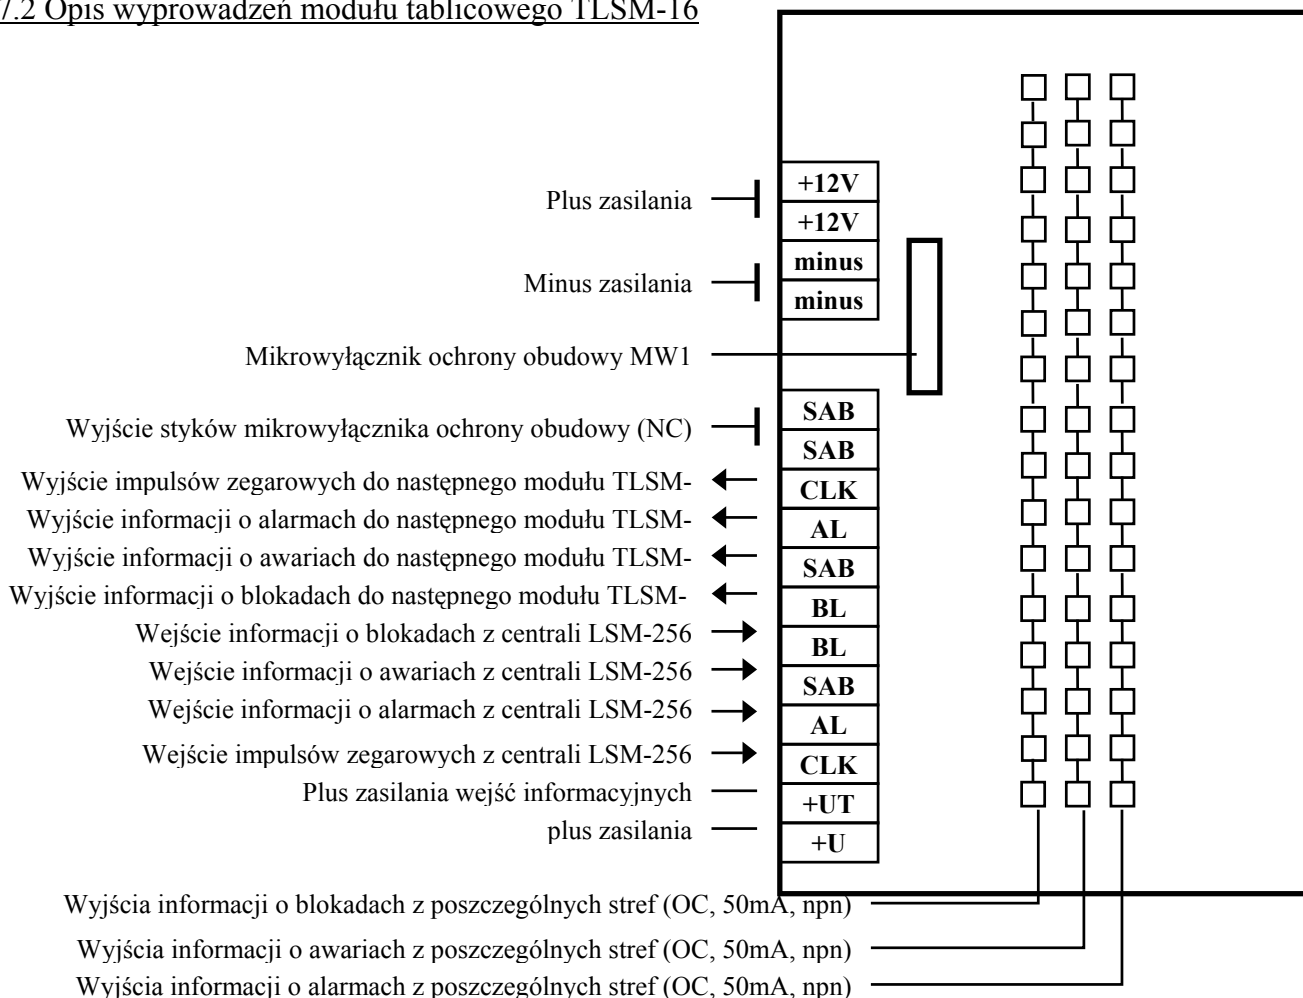 7.2 Opis wyprowadzeń modułu tablicowego TLSM-16
+12V
Plus zasilania
+12V
minus
Minus zasilania
minus
Mikrowyłącznik ochrony obudowy MW1
SAB
Wyjście styków mikrowyłącznika ochrony obudowy (NC)
SAB
Wyjście impulsów zegarowych do następnego modułu TLSM-
CLK
Wyjście informacji o alarmach do następnego modułu TLSM-
AL
Wyjście informacji o awariach do następnego modułu TLSM-
SAB
Wyjście informacji o blokadach do następnego modułu TLSM-
BL
Wejście informacji o blokadach z centrali LSM-256
BL
Wejście informacji o awariach z centrali LSM-256
SAB
Wejście informacji o alarmach z centrali LSM-256
AL
Wejście impulsów zegarowych z centrali LSM-256
CLK
Plus zasilania wejść informacyjnych
+UT
plus zasilania
+U
Wyjścia informacji o blokadach z poszczególnych stref (OC, 50mA, npn)
Wyjścia informacji o awariach z poszczególnych stref (OC, 50mA, npn)
Wyjścia informacji o alarmach z poszczególnych stref (OC, 50mA, npn)